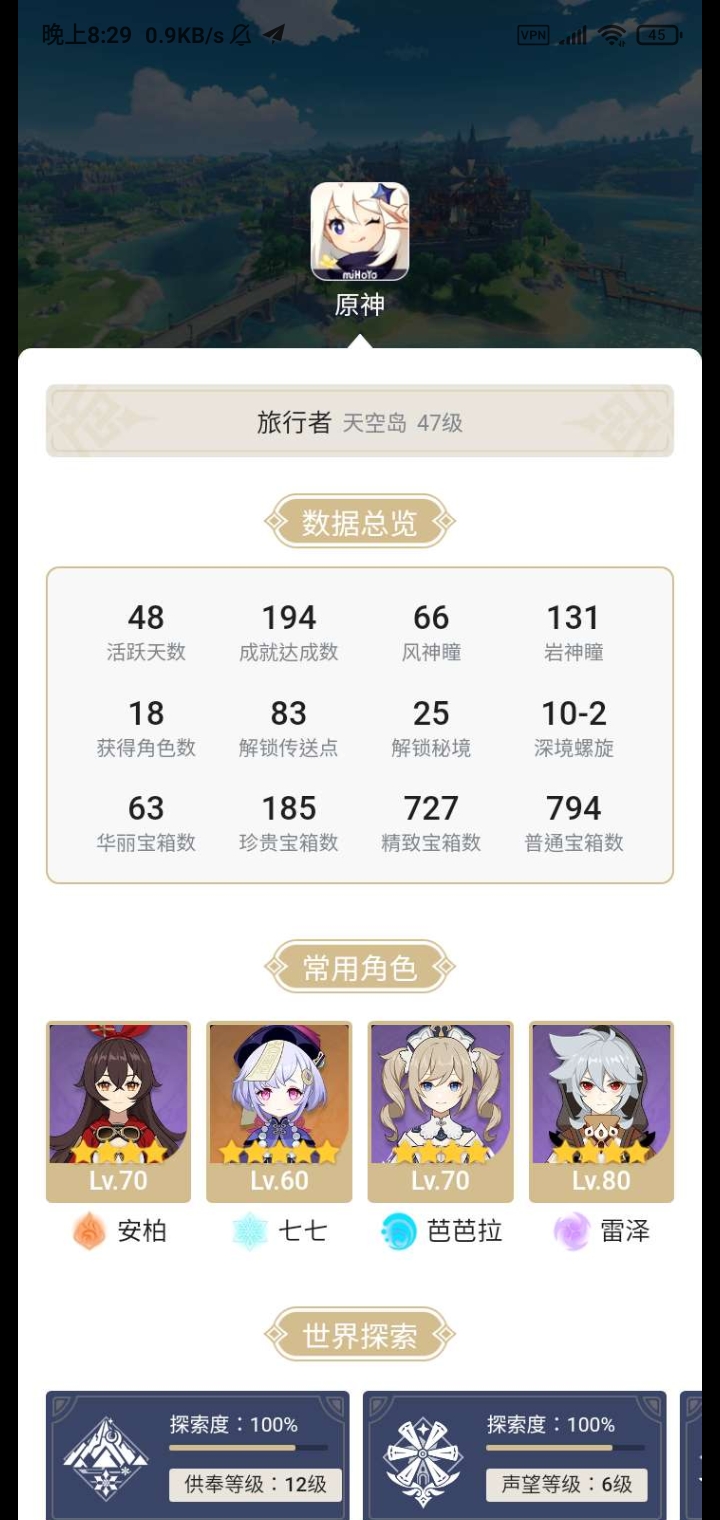 晚上8:29 0.9KB/s VPN 45
miHoYo
原神
旅行者 天空岛 47级
数据总览
48 194 66 131
活跃天数 成就达成数 风神瞳 岩神瞳
18 83 25 10-2
获得角色数 解锁传送点 解锁秘境 深境螺旋
63 185 727 794
华丽宝箱数 珍贵宝箱数 精致宝箱数 普通宝箱数
常用角色
Lv.70 Lv.60 Lv.70 Lv.80
安柏 七七 芭芭拉 雷泽
世界探索
探索度：100% 探索度：100%
供奉等级：12级 声望等级：6级